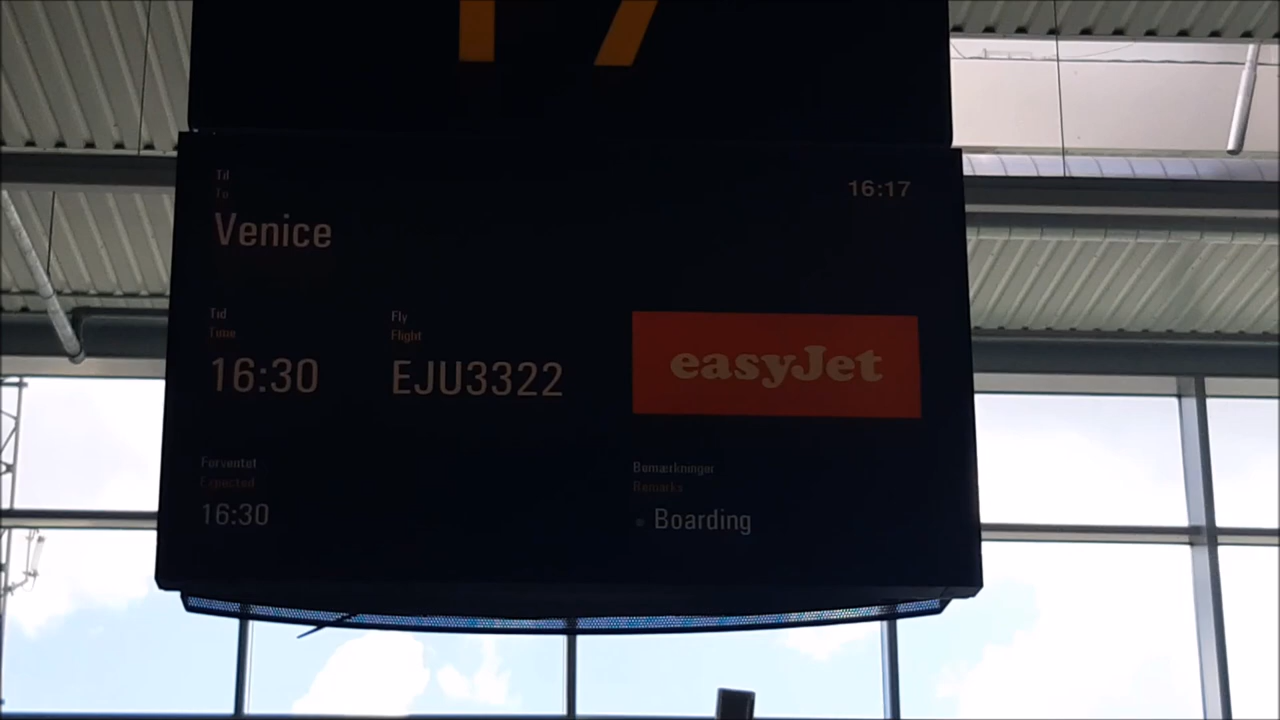 17
Til
To
16:17
Venice
Tid
Time
Fly
Flight
16:30
EJU3322
easyJet
Forventet
Expected
16:30
Bemærkninger
Remarks
Boarding